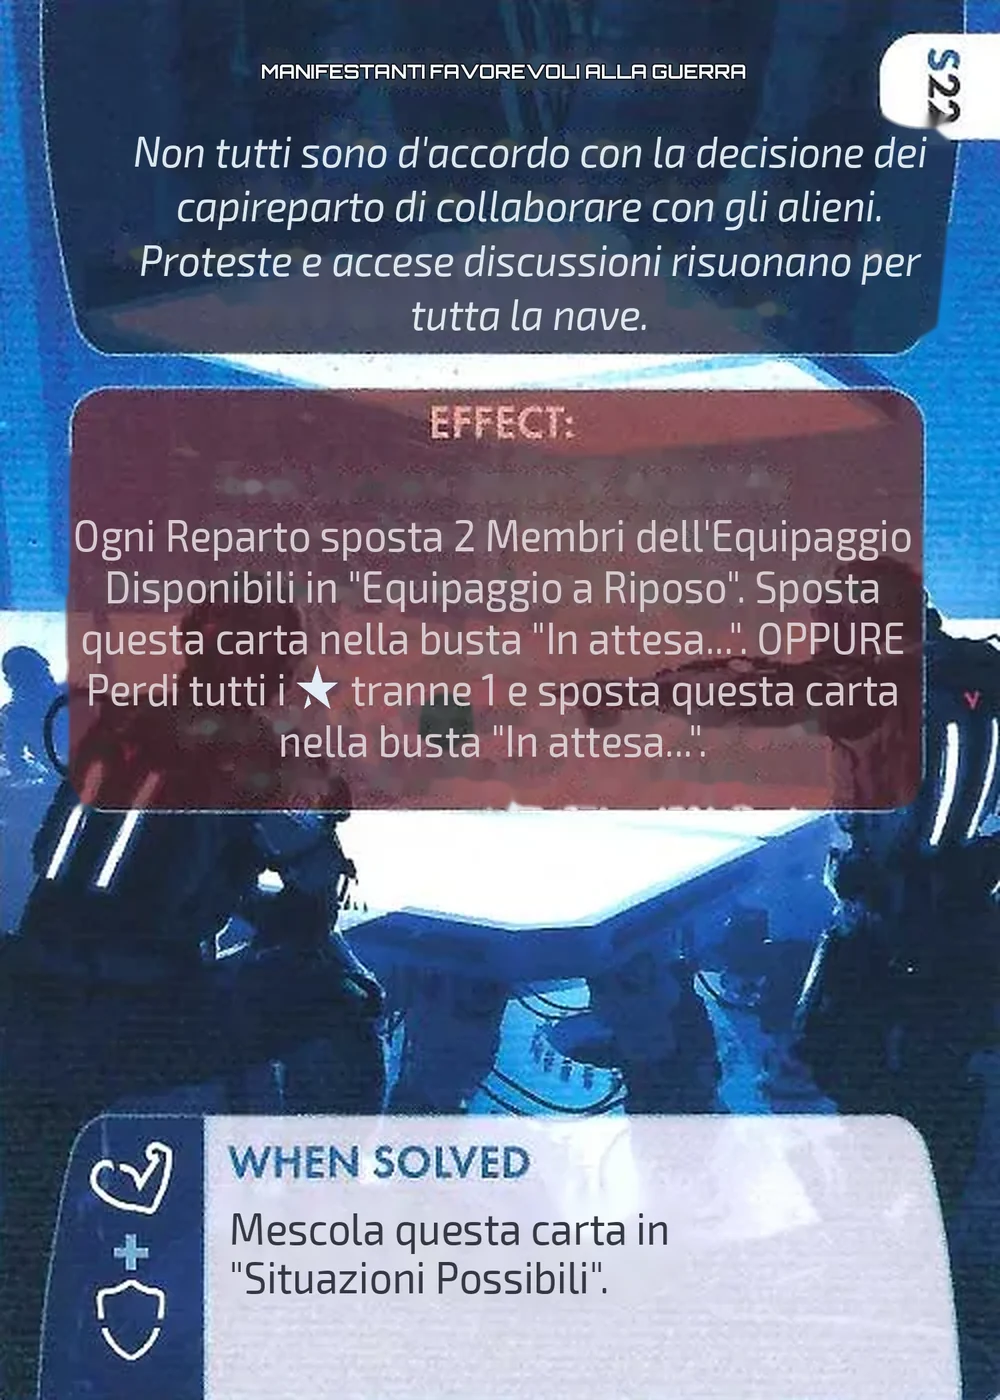 MANIFESTANTI FAVOREVOLI ALLA GUERRA
S22
Non tutti sono d'accordo con la decisione dei
capireparto di collaborare con gli alieni.
Proteste e accese discussioni risuonano per
tutta la nave.
EFFECT:
Ogni Reparto sposta 2 Membri dell'Equipaggio
Disponibili in "Equipaggio a Riposo". Sposta
questa carta nella busta "In attesa...". OPPURE
Perdi tutti i ★ tranne 1 e sposta questa carta
nella busta "In attesa...".
WHEN SOLVED
Mescola questa carta in
"Situazioni Possibili".